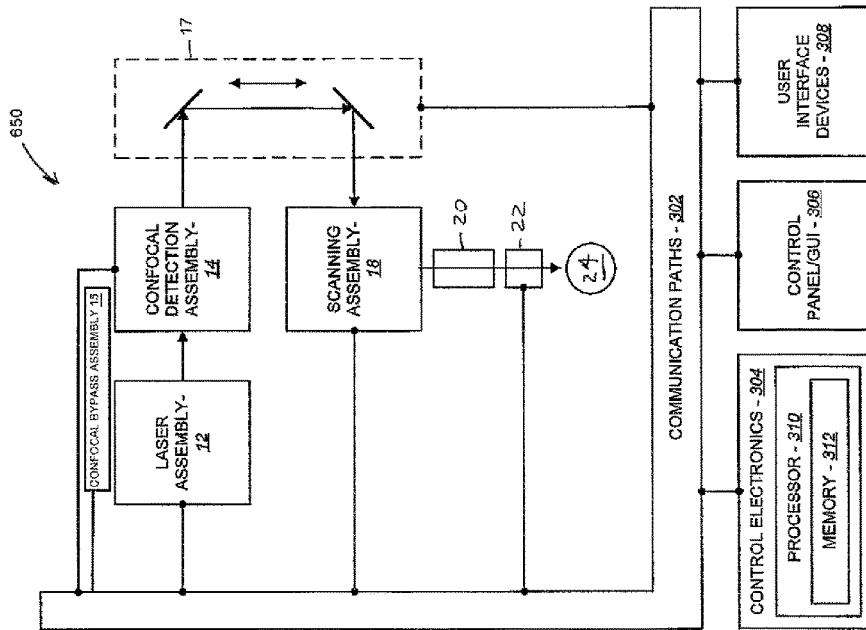 650
17
CONFOCAL BYPASS ASSEMBLY 15
CONFOCAL
DETECTION
ASSEMBLY-
14
LASER
ASSEMBLY-
12
SCANNING
ASSEMBLY-
18
20
22
24
COMMUNICATION PATHS - 302
CONTROL ELECTRONICS - 304
PROCESSOR - 310
MEMORY - 312
CONTROL
PANEL/GUI - 306
USER
INTERFACE
DEVICES - 308